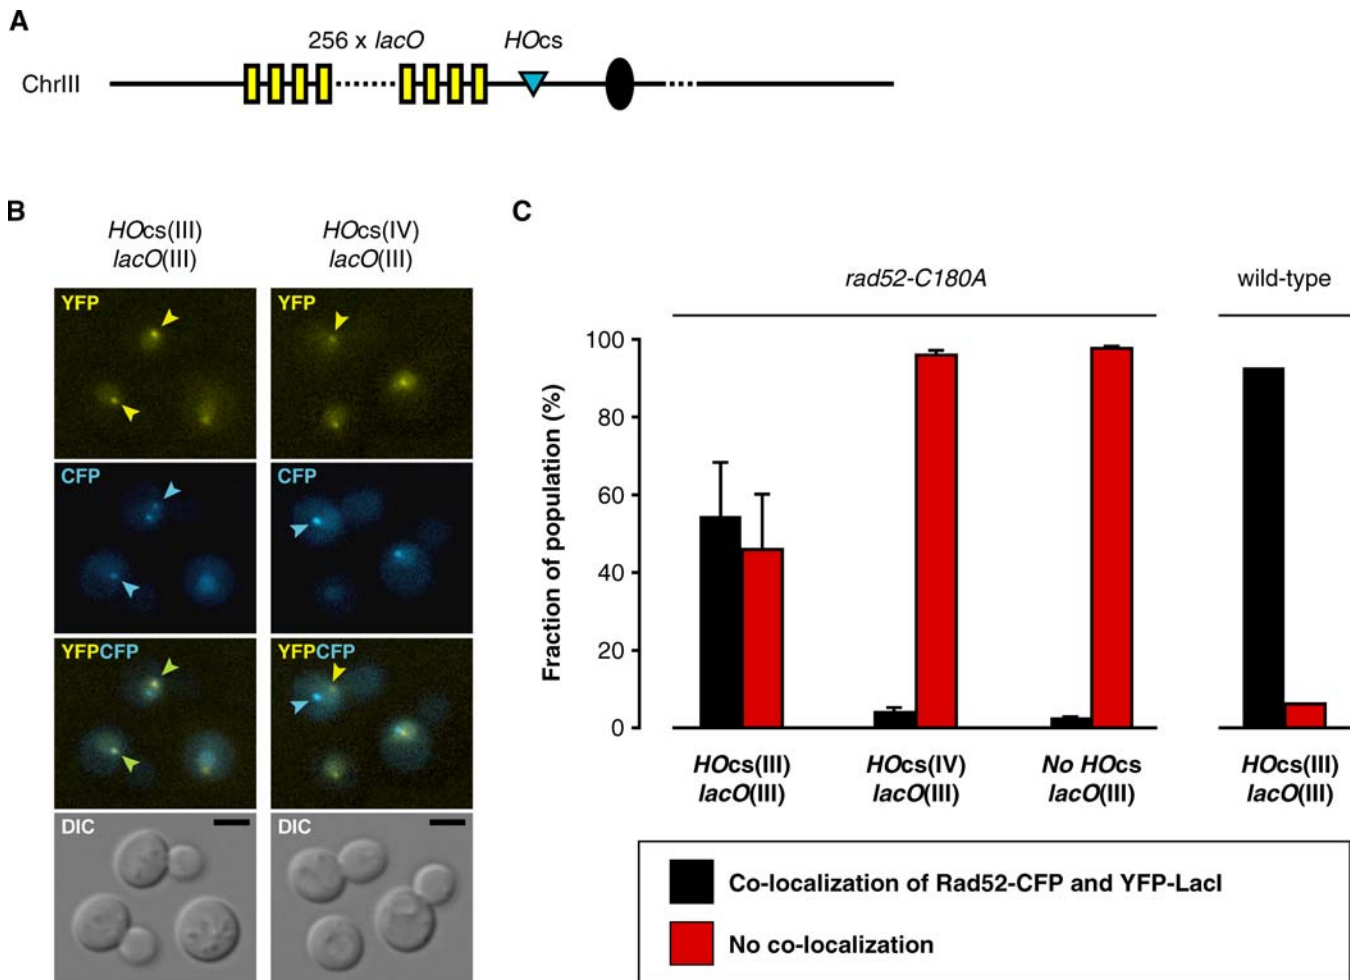 A
256 x lacO
HOcs
ChrIII
B
HOcs(III)
lacO(III)
HOcs(IV)
lacO(III)
YFP
YFP
CFP
CFP
YFPCFP
YFPCFP
DIC
DIC
C
rad52-C180A
wild-type
Fraction of population (%)
100
80
60
40
20
0
HOcs(III)
lacO(III)
HOcs(IV)
lacO(III)
No HOcs
lacO(III)
HOcs(III)
lacO(III)
Co-localization of Rad52-CFP and YFP-LacI
No co-localization